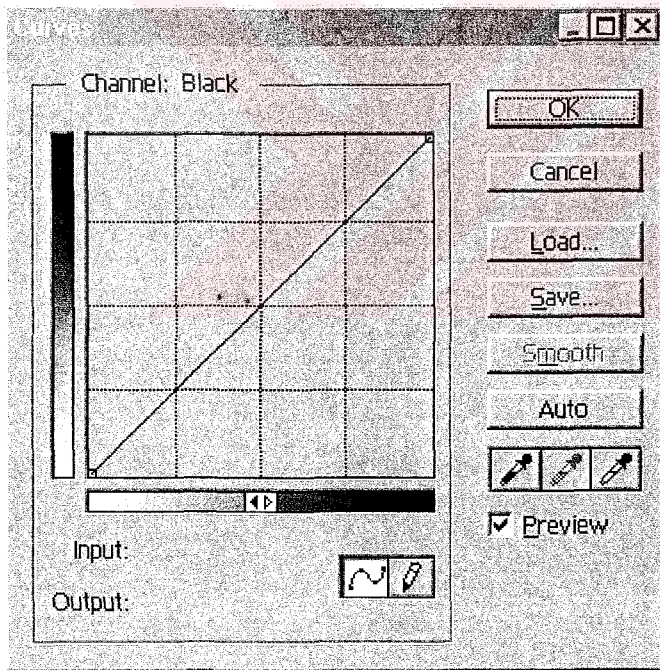 Curves
Channel: Black
OK
Cancel
Load...
Save...
Smooth
Auto
Preview
Input:
Output: